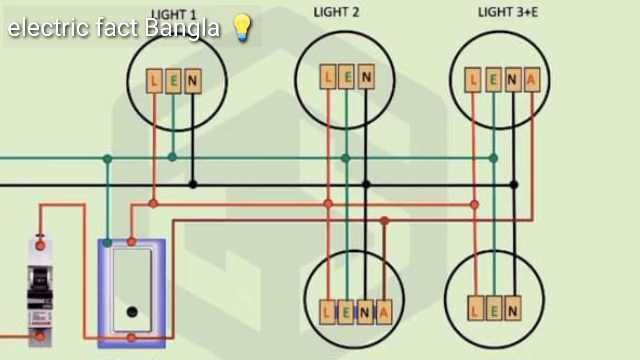 electric fact Bangla 💡
LIGHT 1
LIGHT 2
LIGHT 3+E
L E N
L E N
L E N A
L E N A
L E N